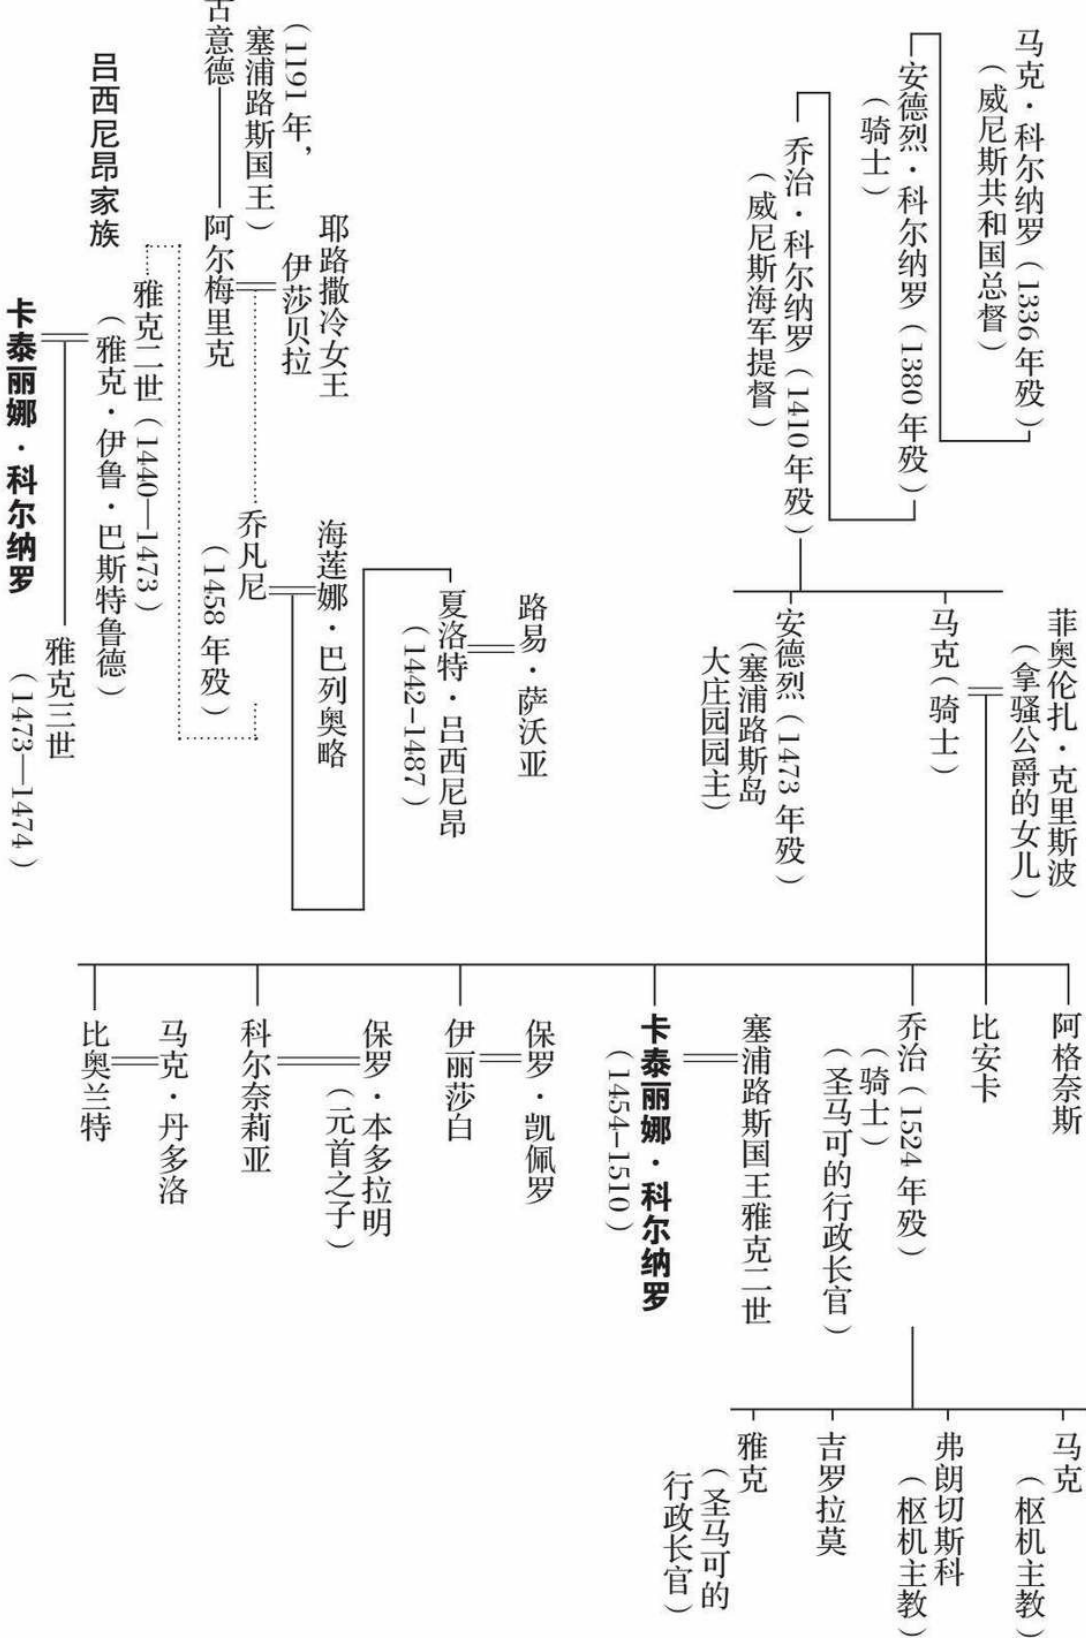 马克·科尔纳罗（1336年殁）
（威尼斯共和国总督）
安德烈·科尔纳罗（1380年殁）
（骑士）
乔治·科尔纳罗（1410年殁）
（威尼斯海军提督）
菲奥伦扎·克里斯波
（拿骚公爵的女儿）
马克（骑士）
安德烈（1473年殁）
（塞浦路斯岛
大庄园园主）
阿格奈斯
比安卡
乔治（1524年殁）
（骑士）
（圣马可的行政长官）
塞浦路斯国王雅克二世
卡泰丽娜·科尔纳罗
（1454-1510）
保罗·凯佩罗
伊丽莎白
保罗·本多拉明
（元首之子）
科尔奈莉亚
马克·丹多洛
比奥兰特
马克
（枢机主教）
弗朗切斯科
（枢机主教）
吉罗拉莫
雅克
（圣马可的
行政长官）
吕西尼昂家族
（1191年，
塞浦路斯国王）
古意德
耶路撒冷女王
伊莎贝拉
阿尔梅里克
海莲娜·巴列奥略
乔凡尼
（1458年殁）
路易·萨沃亚
夏洛特·吕西尼昂
（1442-1487）
雅克二世（1440—1473）
（雅克·伊鲁·巴斯特鲁德）
卡泰丽娜·科尔纳罗
雅克三世
（1473—1474）